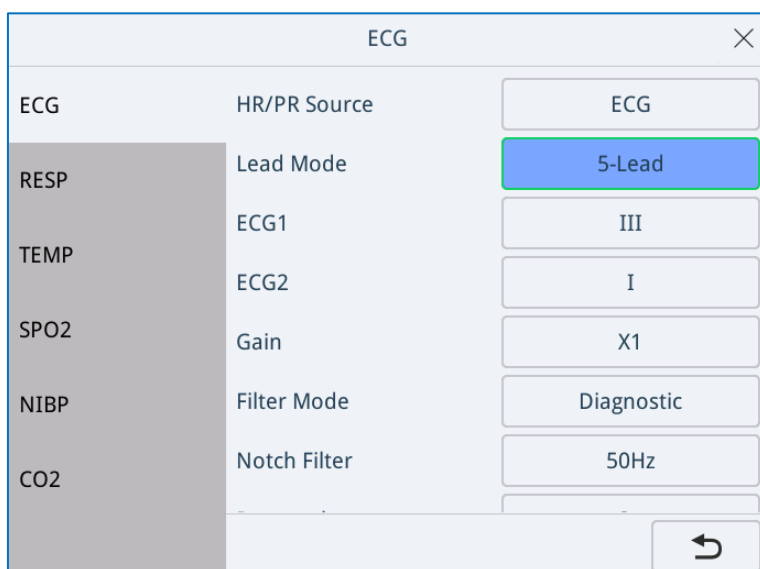 ECG
ECG
RESP
TEMP
SPO2
NIBP
CO2
HR/PR Source ECG
Lead Mode 5-Lead
ECG1 III
ECG2 I
Gain X1
Filter Mode Diagnostic
Notch Filter 50Hz